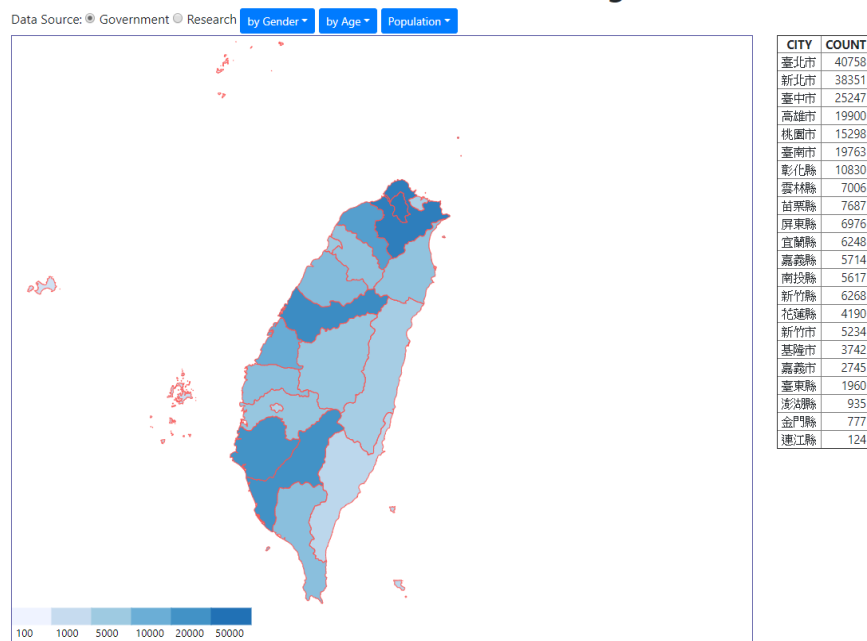 Data Source: Government Research by Gender by Age Population
CITY COUNT
臺北市 40758
新北市 38351
臺中市 25247
高雄市 19900
桃園市 15298
臺南市 19763
彰化縣 10830
雲林縣 7006
苗栗縣 7687
屏東縣 6976
宜蘭縣 6248
嘉義縣 5714
南投縣 5617
新竹縣 6268
花蓮縣 4190
新竹市 5234
基隆市 3742
嘉義市 2745
臺東縣 1960
澎湖縣 935
金門縣 777
連江縣 124
100 1000 5000 10000 20000 50000